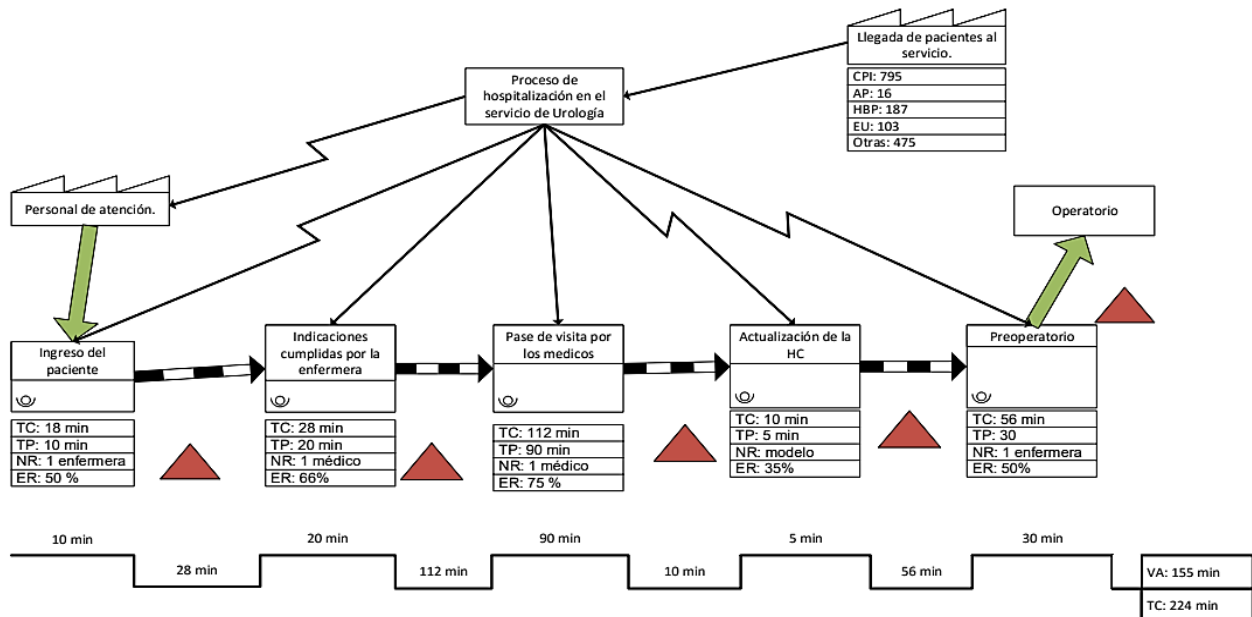 Llegada de pacientes al
servicio.
CPI: 795
AP: 16
HBP: 187
EU: 103
Otras: 475
Proceso de
hospitalización en el
servicio de Urología
Personal de atención.
Operatorio
Ingreso del
paciente
TC: 18 min
TP: 10 min
NR: 1 enfermera
ER: 50 %
Indicaciones
cumplidas por la
enfermera
TC: 28 min
TP: 20 min
NR: 1 médico
ER: 66%
Pase de visita por
los medicos
TC: 112 min
TP: 90 min
NR: 1 médico
ER: 75 %
Actualización de la
HC
TC: 10 min
TP: 5 min
NR: modelo
ER: 35%
Preoperatorio
TC: 56 min
TP: 30
NR: 1 enfermera
ER: 50%
10 min
28 min
20 min
112 min
90 min
10 min
5 min
56 min
30 min
VA: 155 min
TC: 224 min